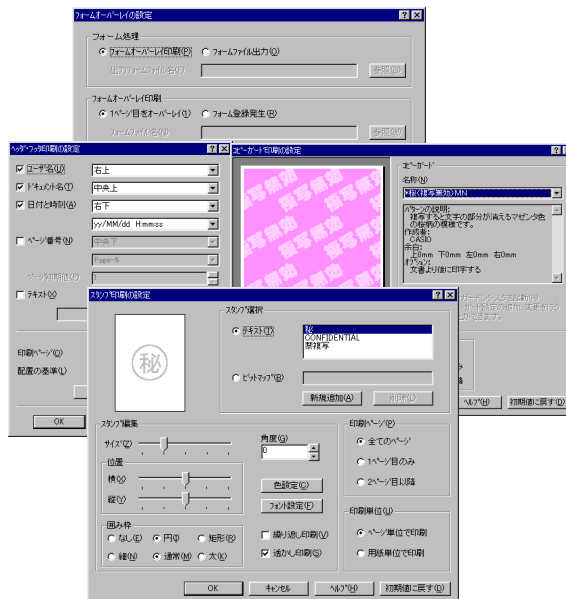 フォームオーバーレイの設定
フォーム処理
フォームオーバーレイ印刷(P)
フォームファイル出力(O)
出力フォームファイル名(F)
参照(B)
フォームオーバーレイ印刷
1ページ目をオーバーレイ(1)
フォーム登録発生(R)
フォームファイル名(N)
参照(W)
ヘッダ・フッタ印刷の設定
ユーザ名(U)
右上
ドキュメント名(T)
中央上
日付と時刻(A)
右下
yy/MM/dd H:mm:ss
ページ番号(N)
中央下
Page-N
ページ初期値(G)
1
テキスト(X)
印刷ページ(O)
配置の基準(L)
OK
コピーガード印刷の設定
複写無効
コピーガード
名称(N)
*桜(複写無効)MN
パターンの説明:
複写すると文字の部分が消えるマゼンタ色
の桜柄の模様です。
作成者:
CASIO
余白:
上0mm 下0mm 左0mm 右0mm
オプション:
文書より後に印字する
ヘルプ(H)
初期値に戻す(D)
スタンプ印刷の設定
秘
スタンプ選択
テキスト(T)
秘
CONFIDENTIAL
禁複写
ビットマップ(B)
新規追加(A)
削除(L)
スタンプ編集
サイズ(Z)
位置
横(X)
縦(Y)
角度(G)
0
色設定(C)
フォント設定(F)
囲み枠
なし(E)
円(I)
矩形(R)
細(N)
通常(M)
太(K)
繰り返し印刷(V)
透かし印刷(S)
印刷ページ(P)
全てのページ
1ページ目のみ
2ページ目以降
印刷単位(U)
ページ単位で印刷
用紙単位で印刷
OK
キャンセル
ヘルプ(H)
初期値に戻す(D)